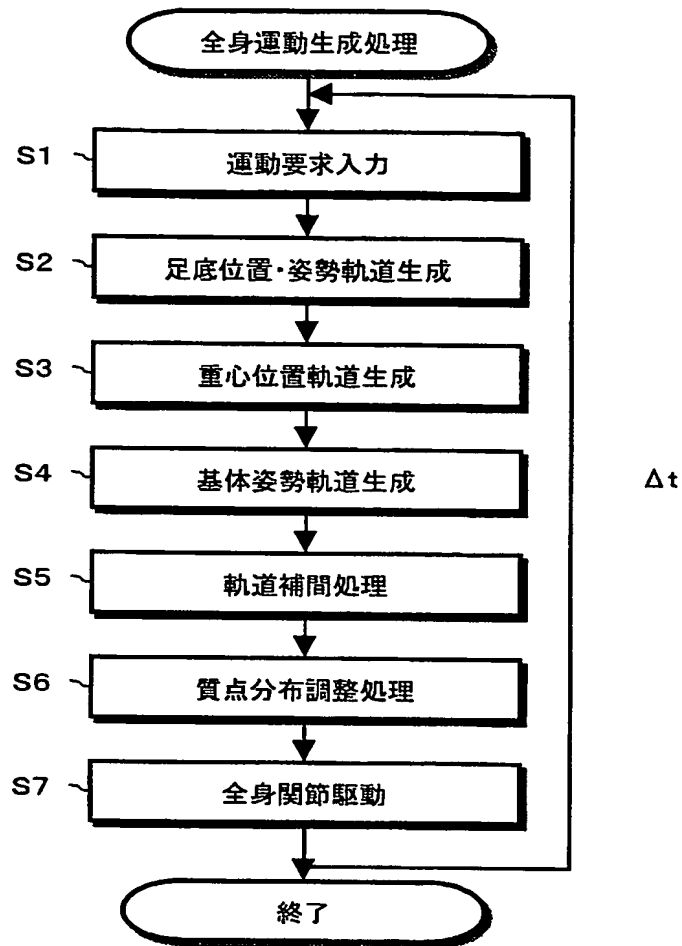 全身運動生成処理
S1 運動要求入力
S2 足底位置・姿勢軌道生成
S3 重心位置軌道生成
S4 基体姿勢軌道生成
Δt
S5 軌道補間処理
S6 質点分布調整処理
S7 全身関節駆動
終了